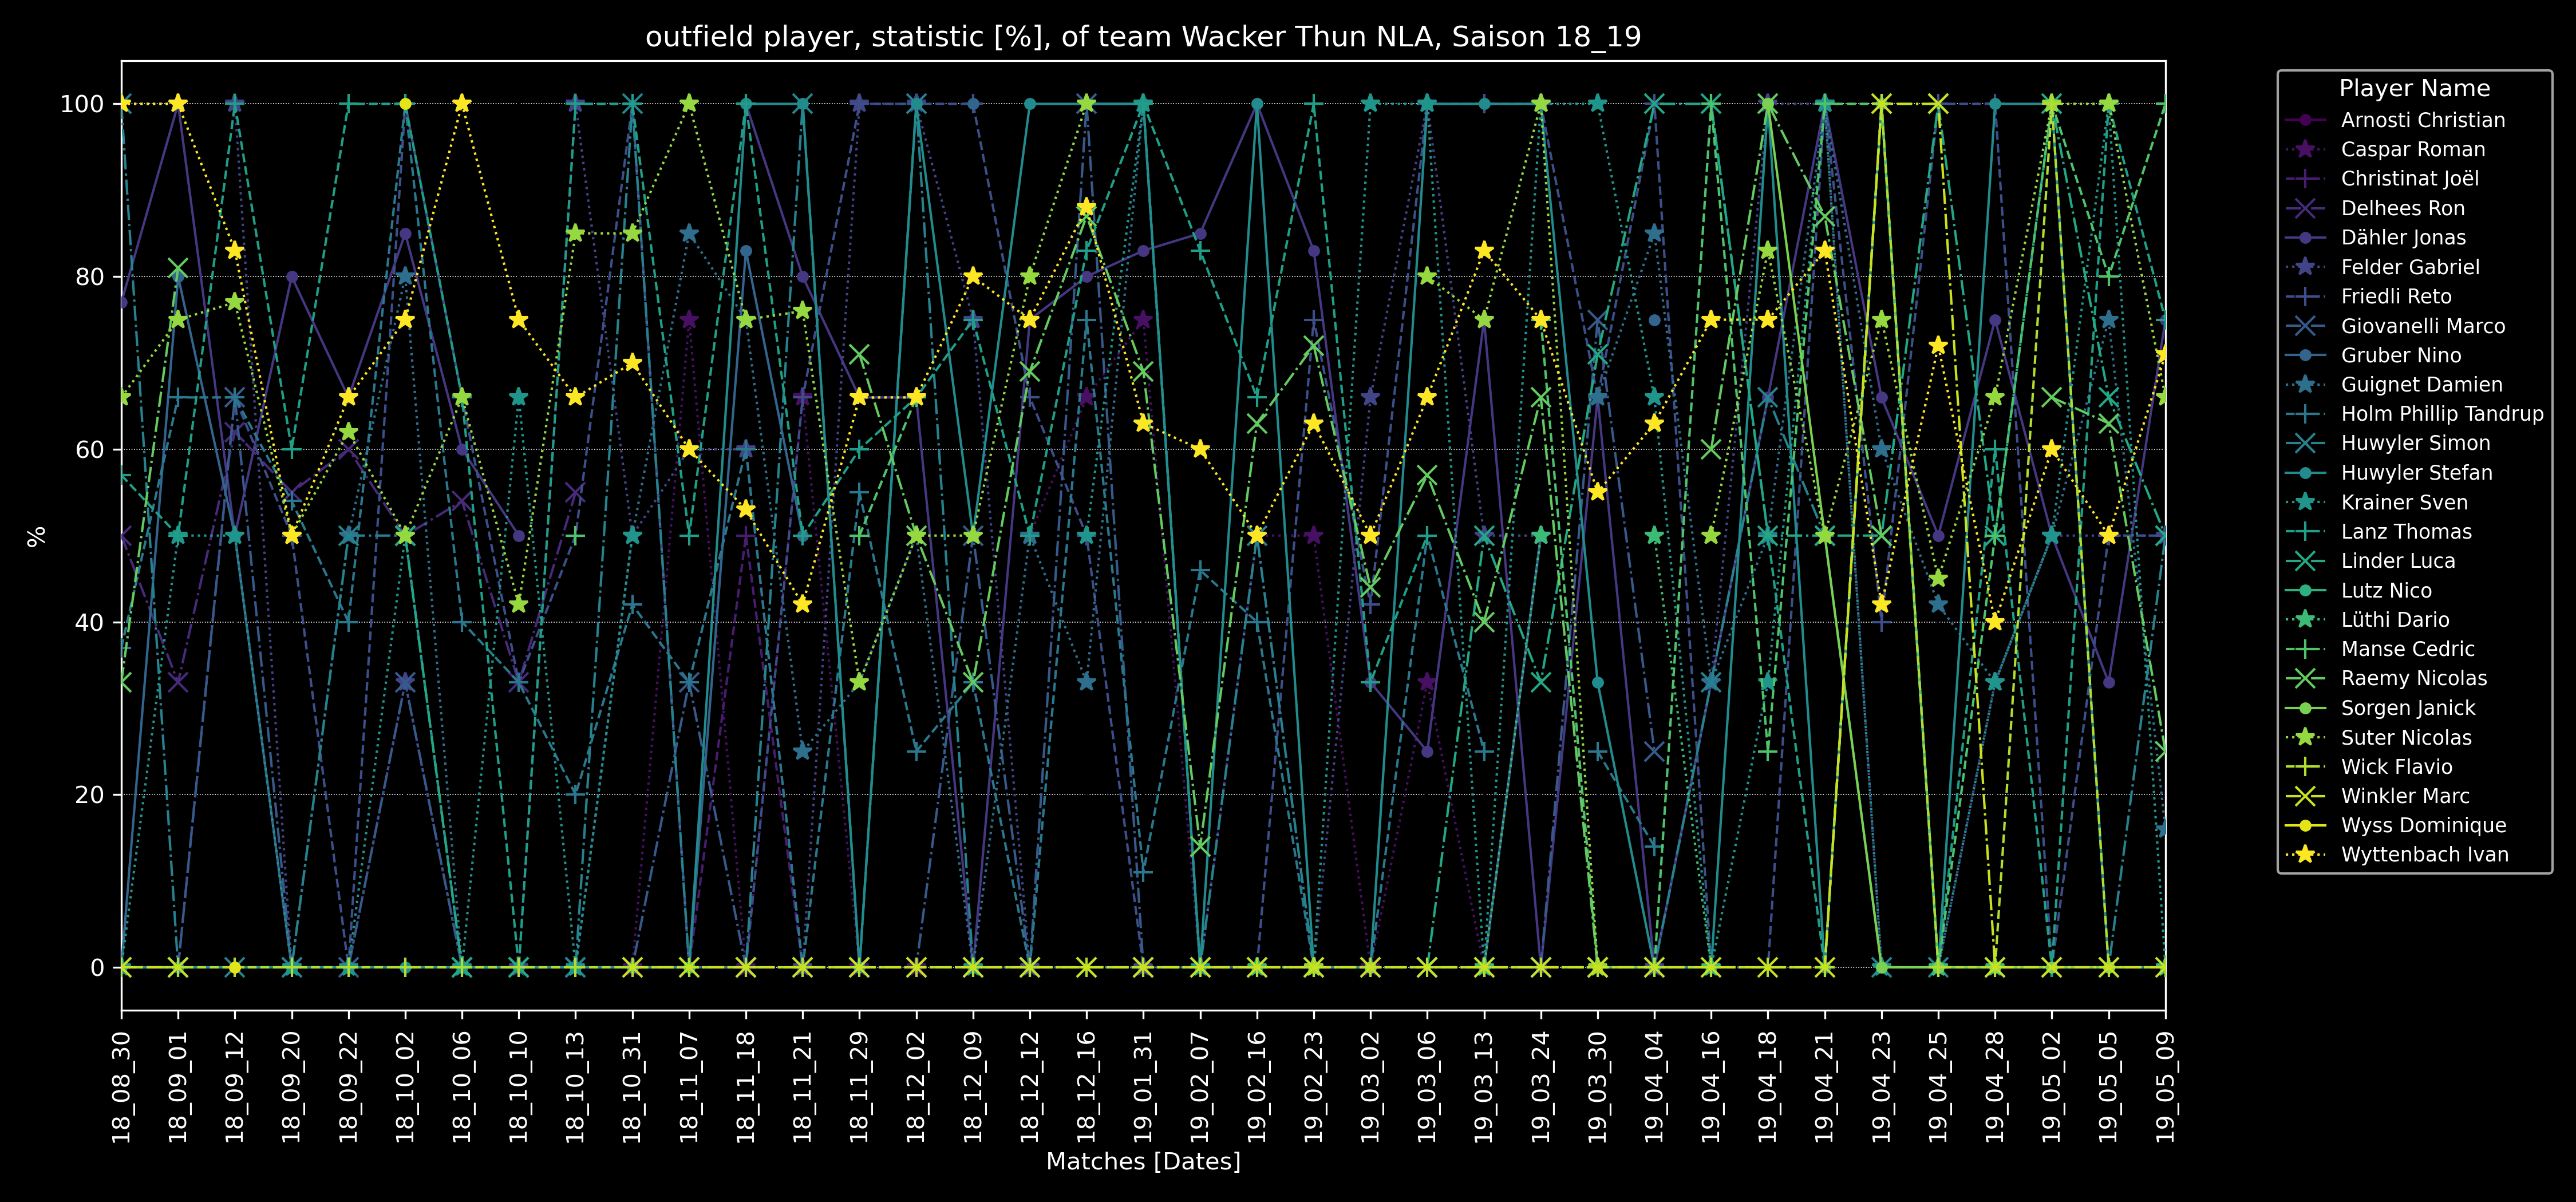 outfield player, statistic [%], of team Wacker Thun NLA, Saison 18_19
100
80
60
40
20
0
%
18_08_30
18_09_01
18_09_12
18_09_20
18_09_22
18_10_02
18_10_06
18_10_10
18_10_13
18_10_31
18_11_07
18_11_18
18_11_21
18_11_29
18_12_02
18_12_09
18_12_12
18_12_16
19_01_31
19_02_07
19_02_16
19_02_23
19_03_02
19_03_06
19_03_13
19_03_24
19_03_30
19_04_04
19_04_16
19_04_18
19_04_21
19_04_23
19_04_25
19_04_28
19_05_02
19_05_05
19_05_09
Matches [Dates]
Player Name
Arnosti Christian
Caspar Roman
Christinat Joël
Delhees Ron
Dähler Jonas
Felder Gabriel
Friedli Reto
Giovanelli Marco
Gruber Nino
Guignet Damien
Holm Phillip Tandrup
Huwyler Simon
Huwyler Stefan
Krainer Sven
Lanz Thomas
Linder Luca
Lutz Nico
Lüthi Dario
Manse Cedric
Raemy Nicolas
Sorgen Janick
Suter Nicolas
Wick Flavio
Winkler Marc
Wyss Dominique
Wyttenbach Ivan